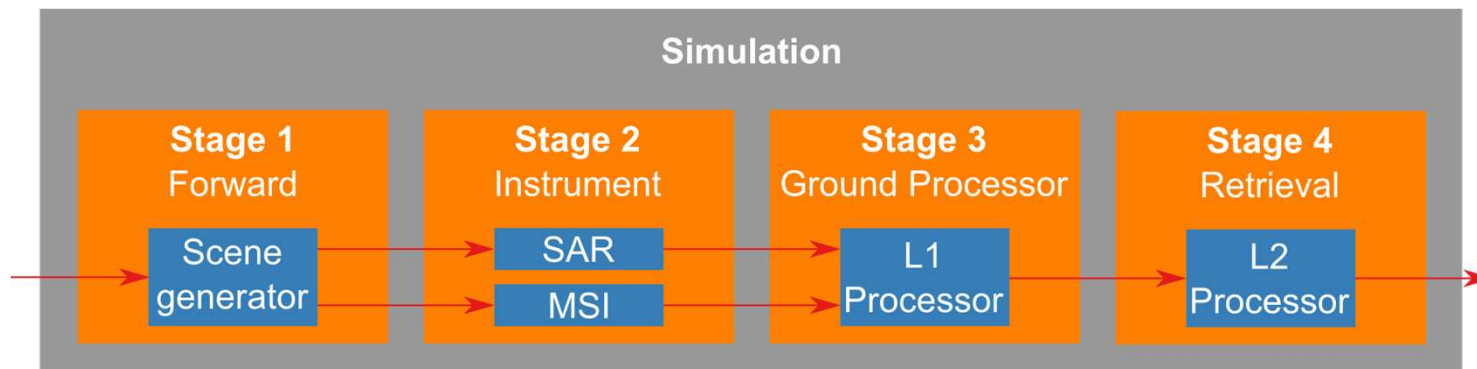 Simulation
Stage 1
Forward
Scene
generator
Stage 2
Instrument
SAR
MSI
Stage 3
Ground Processor
L1
Processor
Stage 4
Retrieval
L2
Processor